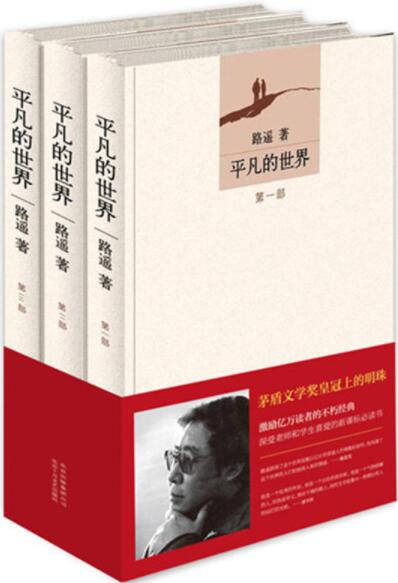 平凡的世界
路遥 著
第三部
平凡的世界
路遥 著
第二部
平凡的世界
路遥 著
第一部
路遥 著
平凡的世界
第一部
茅盾文学奖皇冠上的明珠
激励亿万读者的不朽经典
深受老师和学生喜爱的新课标必读书